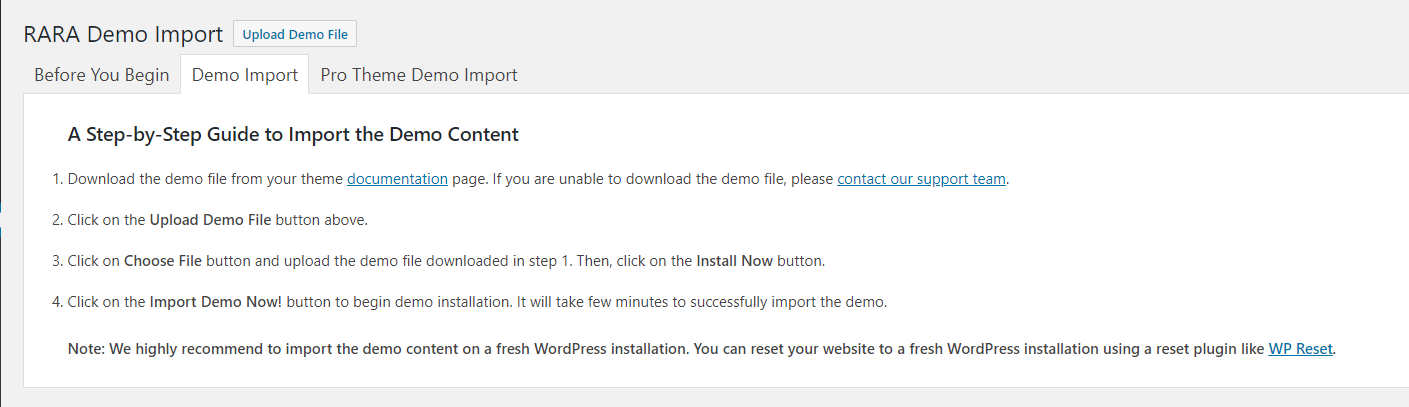 RARA Demo Import Upload Demo File
Before You Begin Demo Import Pro Theme Demo Import
A Step-by-Step Guide to Import the Demo Content
1. Download the demo file from your theme documentation page. If you are unable to download the demo file, please contact our support team.
2. Click on the Upload Demo File button above.
3. Click on Choose File button and upload the demo file downloaded in step 1. Then, click on the Install Now button.
4. Click on the Import Demo Now! button to begin demo installation. It will take few minutes to successfully import the demo.
Note: We highly recommend to import the demo content on a fresh WordPress installation. You can reset your website to a fresh WordPress installation using a reset plugin like WP Reset.